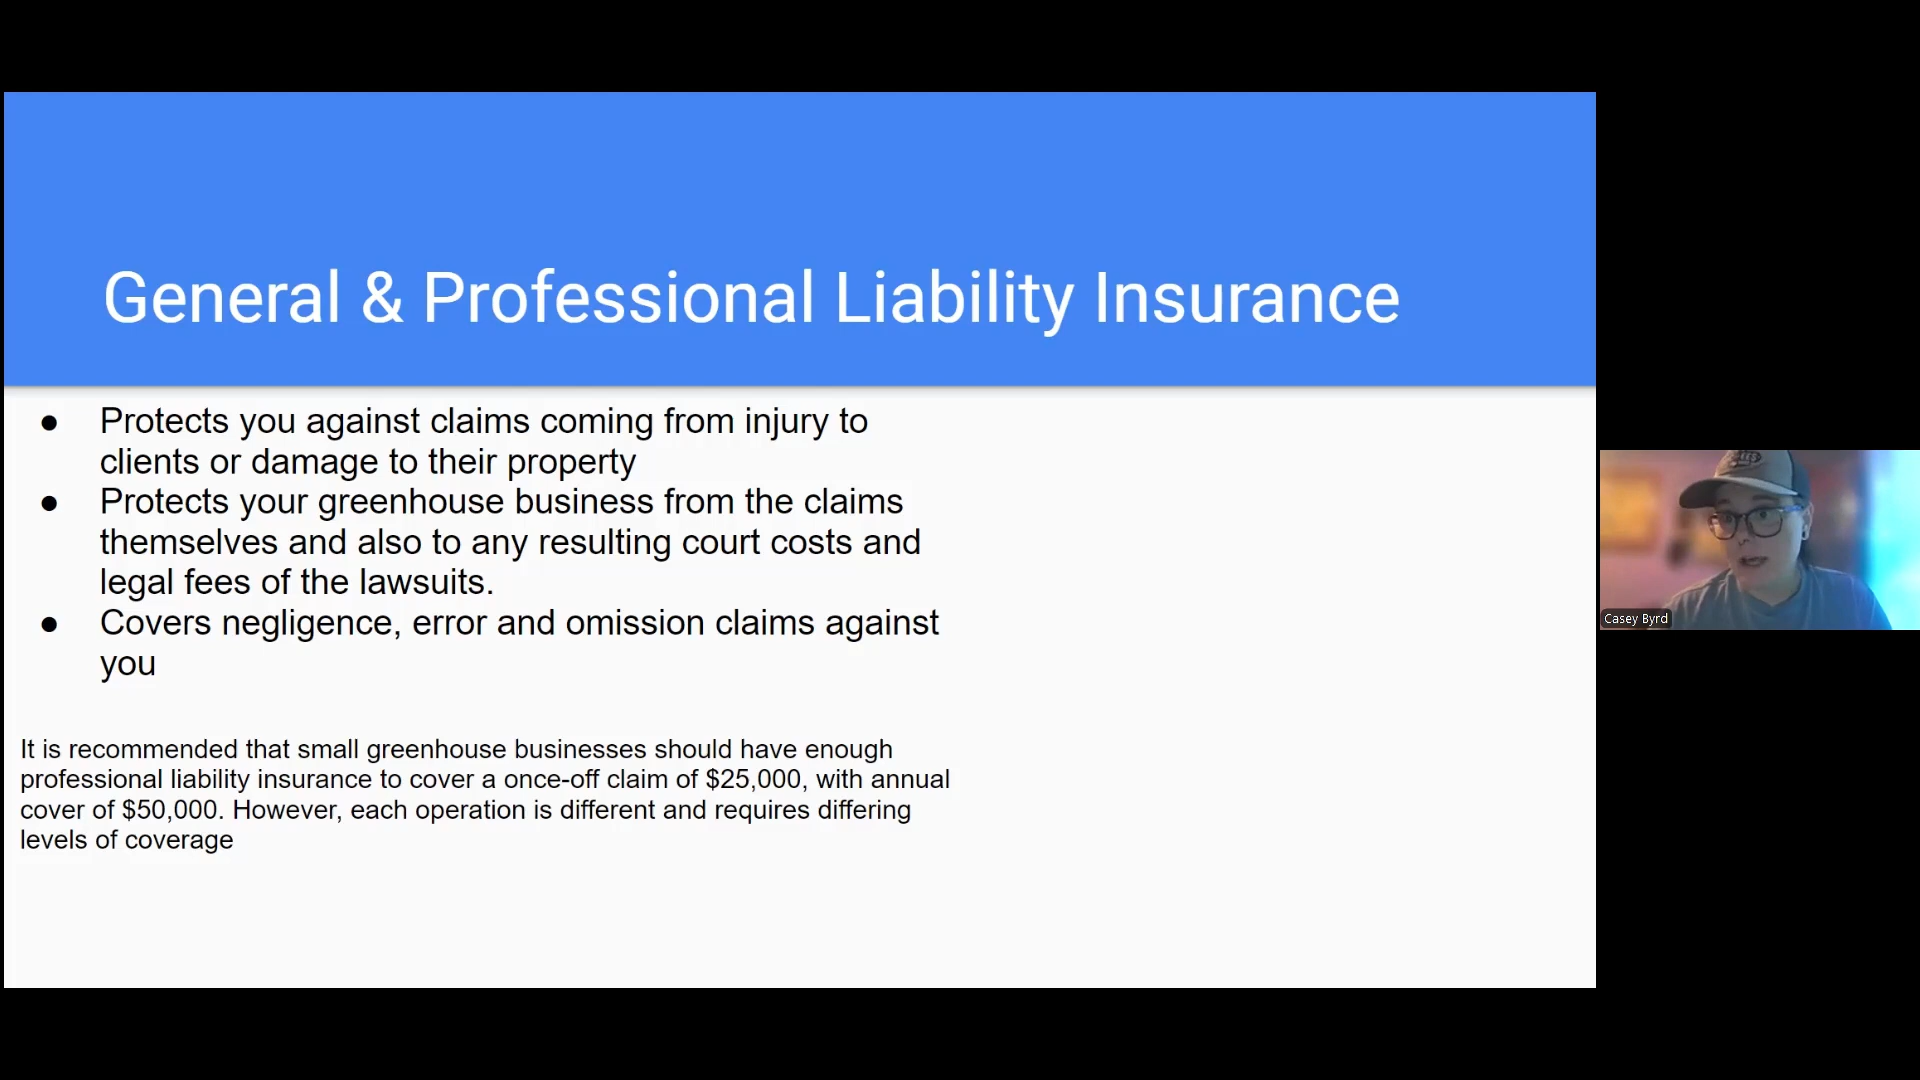 General & Professional Liability Insurance
● Protects you against claims coming from injury to
clients or damage to their property
● Protects your greenhouse business from the claims
themselves and also to any resulting court costs and
legal fees of the lawsuits.
● Covers negligence, error and omission claims against
you
It is recommended that small greenhouse businesses should have enough
professional liability insurance to cover a once-off claim of $25,000, with annual
cover of $50,000. However, each operation is different and requires differing
levels of coverage
Casey Byrd